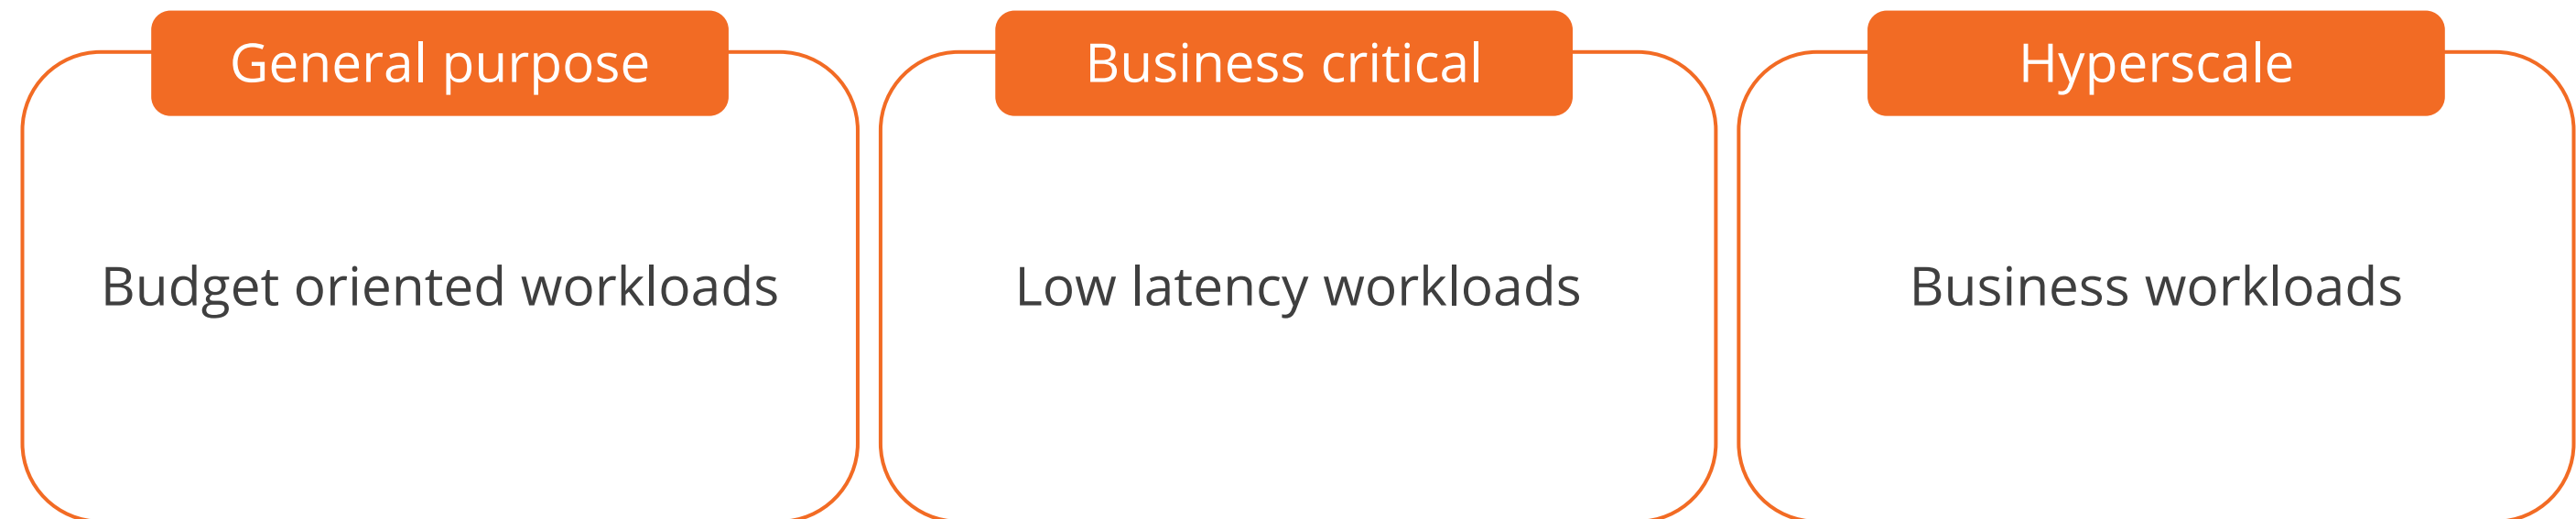 General purpose
Business critical
Hyperscale
Budget oriented workloads
Low latency workloads
Business workloads